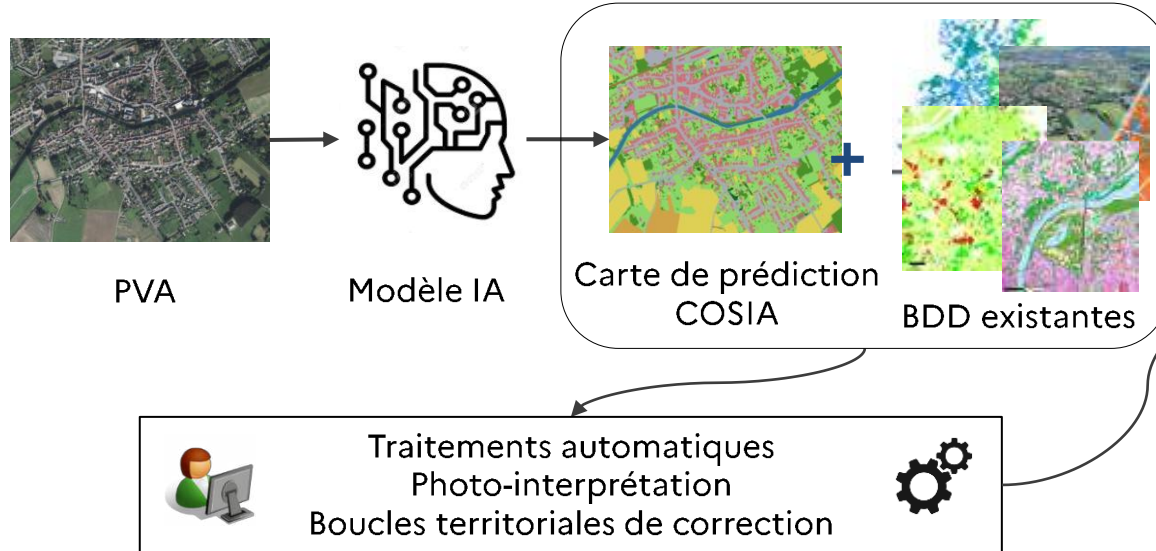 PVA
Modèle IA
Carte de prédiction
COSIA
BDD existantes
Traitements automatiques
Photo-interprétation
Boucles territoriales de correction